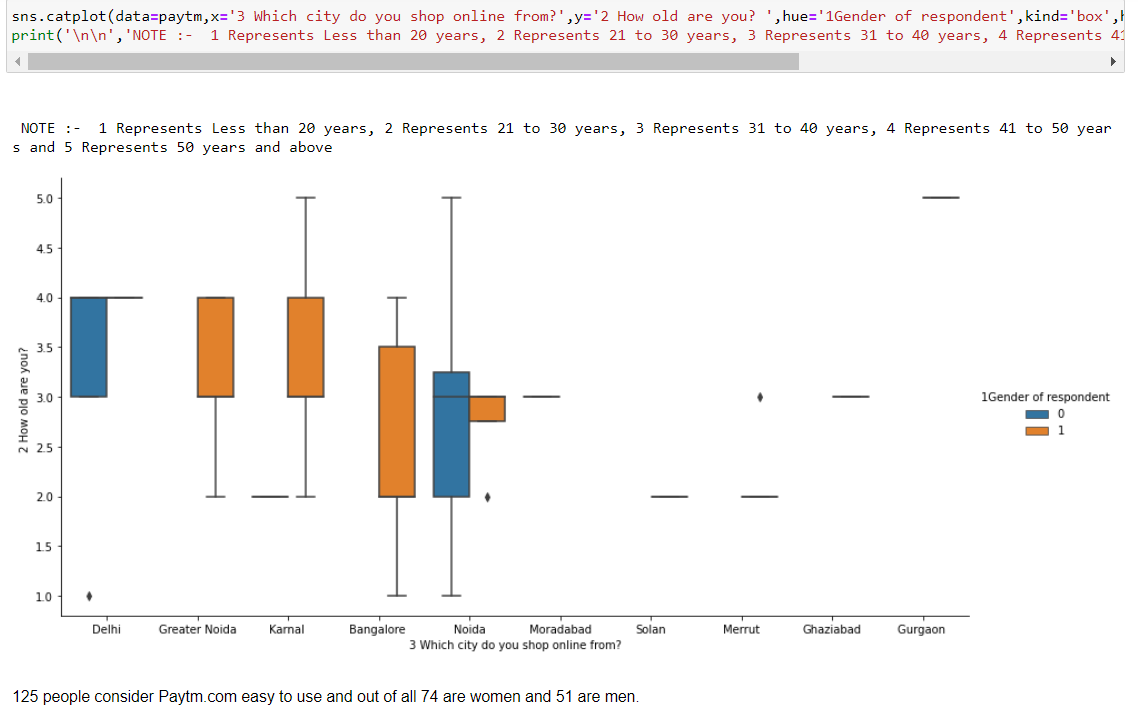 sns.catplot(data=paytm,x='3 Which city do you shop online from?',y='2 How old are you? ',hue='1Gender of respondent',kind='box',
print('\n\n','NOTE :-  1 Represents Less than 20 years, 2 Represents 21 to 30 years, 3 Represents 31 to 40 years, 4 Represents
NOTE :-  1 Represents Less than 20 years, 2 Represents 21 to 30 years, 3 Represents 31 to 40 years, 4 Represents 41 to 50 year
s and 5 Represents 50 years and above
5.0
4.5
4.0
3.5
3.0
2.5
2.0
1.5
1.0
2 How old are you?
Delhi Greater Noida Karnal Bangalore Noida Moradabad Solan Merrut Ghaziabad Gurgaon
3 Which city do you shop online from?
1Gender of respondent
0
1
125 people consider Paytm.com easy to use and out of all 74 are women and 51 are men.